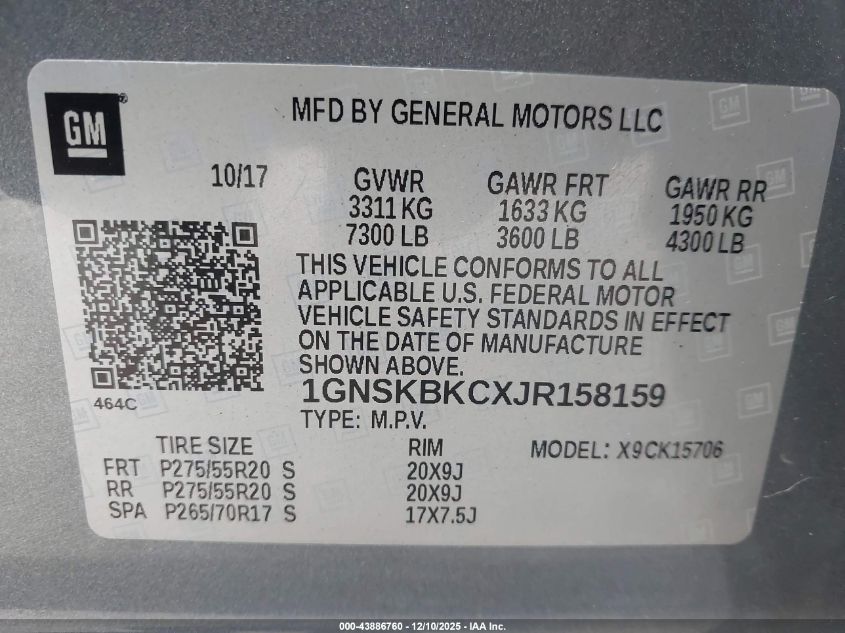 GM®
MFD BY GENERAL MOTORS LLC
10/17 GVWR GAWR FRT GAWR RR
3311 KG 1633 KG 1950 KG
7300 LB 3600 LB 4300 LB
THIS VEHICLE CONFORMS TO ALL
APPLICABLE U.S. FEDERAL MOTOR
VEHICLE SAFETY STANDARDS IN EFFECT
ON THE DATE OF MANUFACTURE
SHOWN ABOVE.
464C
1GNSKBKCXJR158159
TYPE: M.P.V.
TIRE SIZE RIM MODEL: X9CK15706
FRT P275/55R20 S 20X9J
RR P275/55R20 S 20X9J
SPA P265/70R17 S 17X7.5J
000-43886760 - 12/10/2025 - IAA Inc.